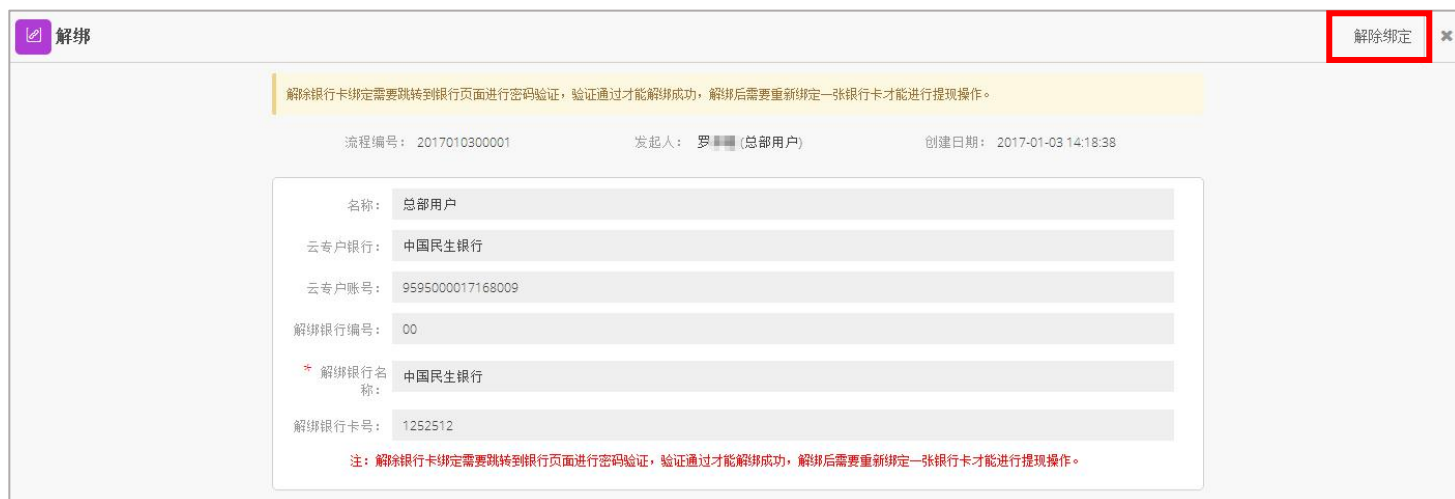 解绑
解除绑定
解除银行卡绑定需要跳转到银行页面进行密码验证，验证通过才能解绑成功，解绑后需要重新绑定一张银行卡才能进行提现操作。
流程编号： 2017010300001 发起人： 罗 (总部用户) 创建日期： 2017-01-03 14:18:38
名称： 总部用户
云专户银行： 中国民生银行
云专户账号： 9595000017168009
解绑银行编号： 00
* 解绑银行名称： 中国民生银行
解绑银行卡号： 1252512
注：解除银行卡绑定需要跳转到银行页面进行密码验证，验证通过才能解绑成功，解绑后需要重新绑定一张银行卡才能进行提现操作。